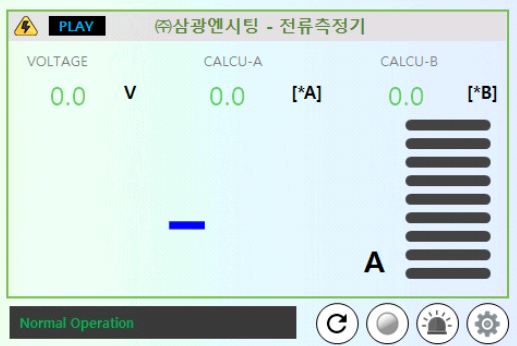 PLAY ㈜삼광엔시팅 - 전류측정기
VOLTAGE CALCU-A CALCU-B
0.0 V 0.0 [*A] 0.0 [*B]
A
Normal Operation